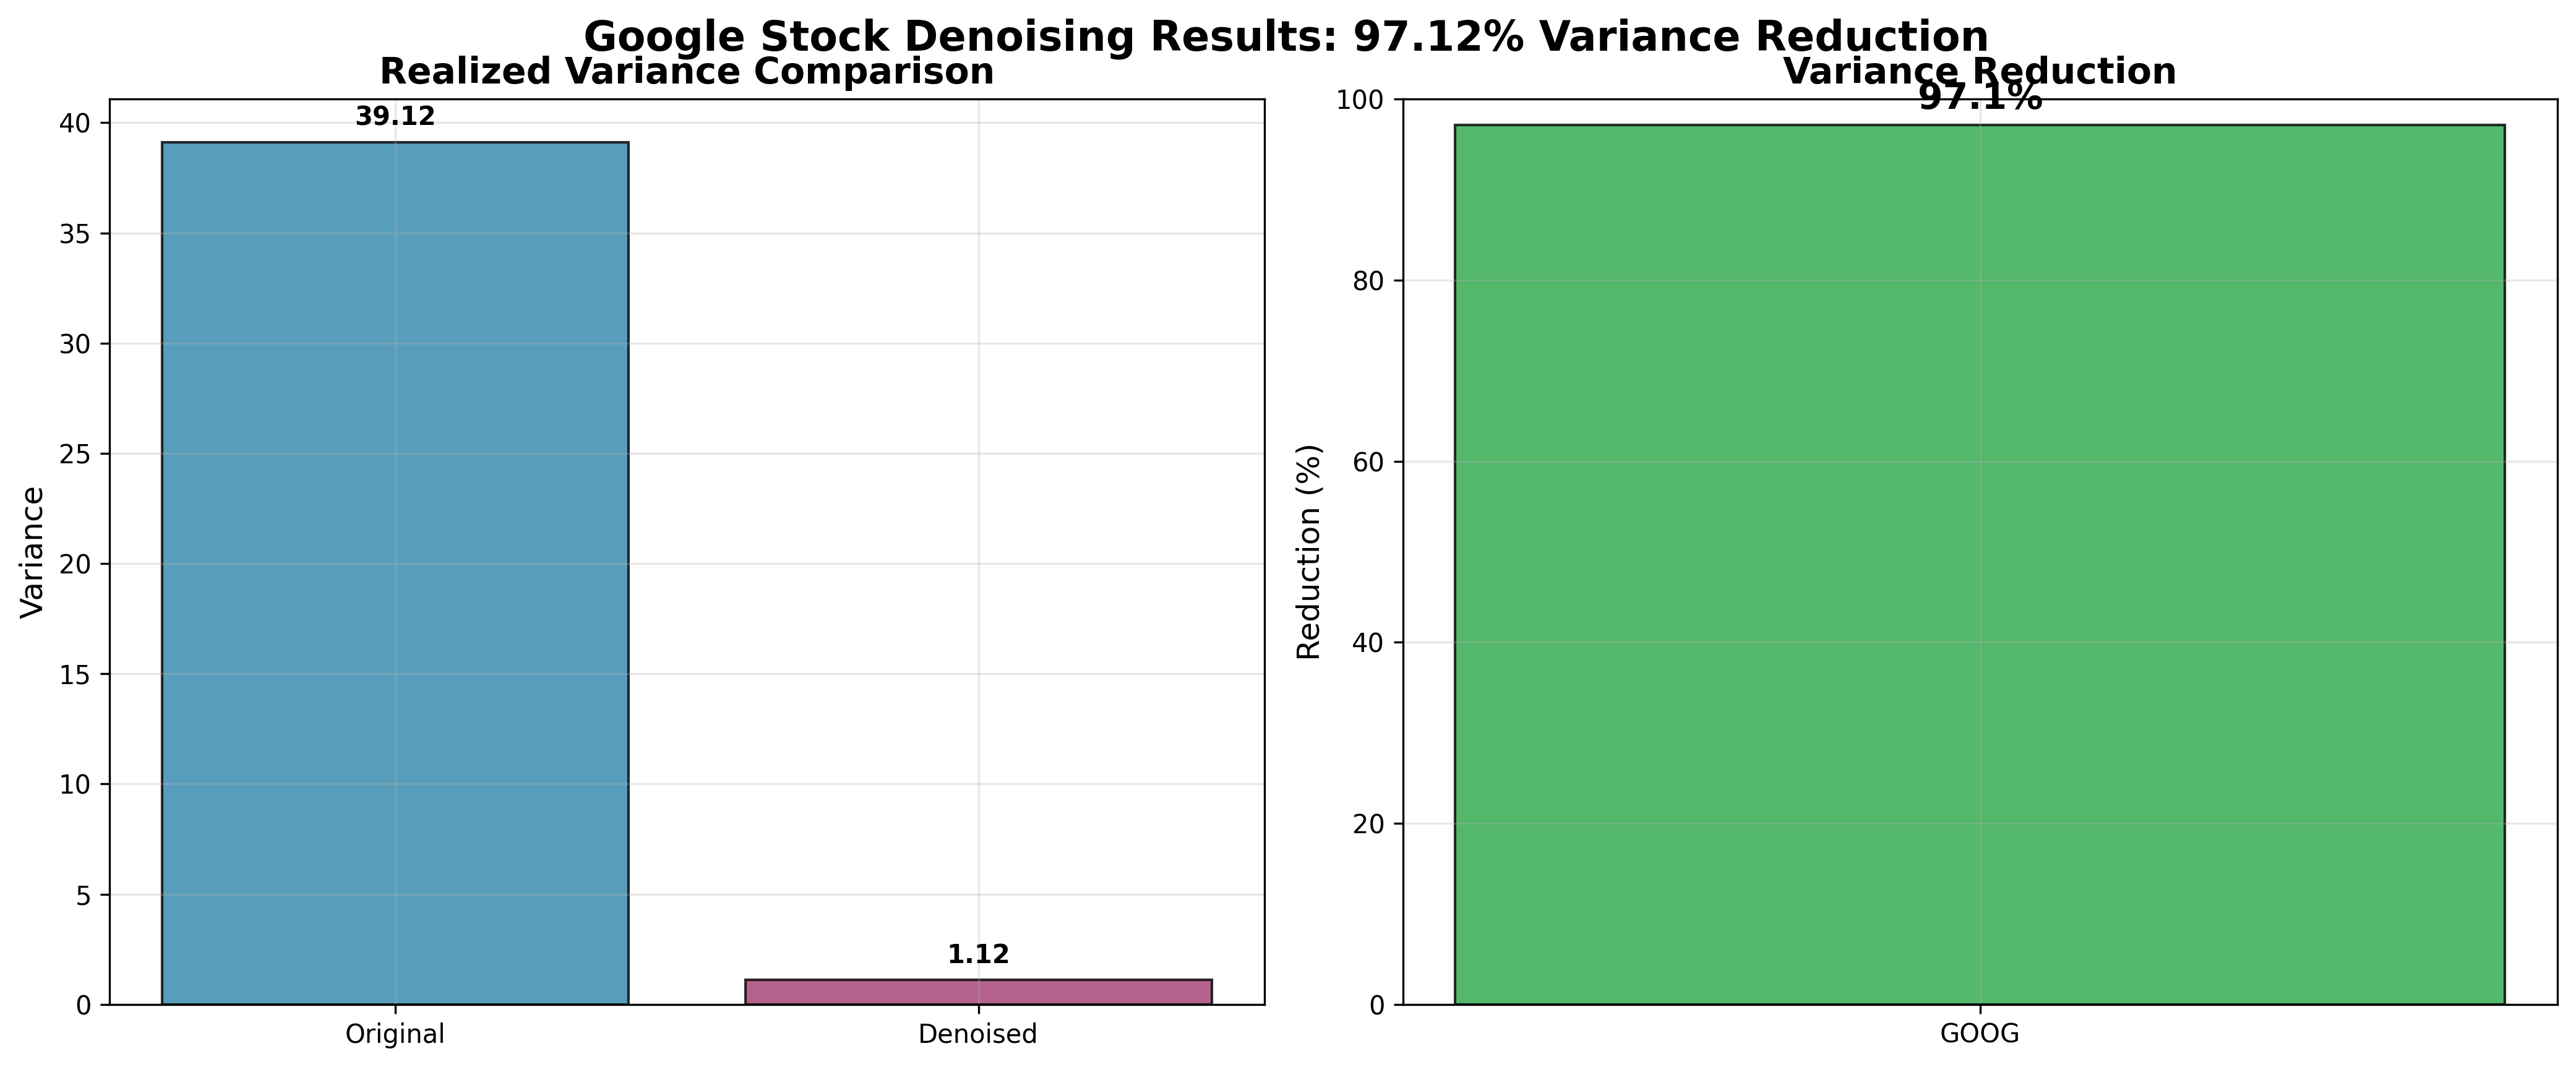 Google Stock Denoising Results: 97.12% Variance Reduction
Realized Variance Comparison
39.12
40
35
30
25
20
15
10
5
0
Variance
1.12
Original
Denoised
Variance Reduction
97.1%
100
80
60
40
20
0
Reduction (%)
GOOG